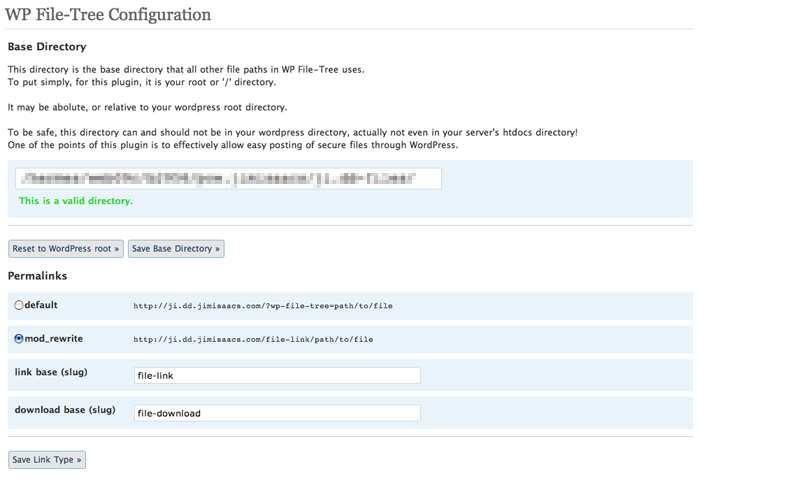 WP File-Tree Configuration
Base Directory
This directory is the base directory that all other file paths in WP File-Tree uses.
To put simply, for this plugin, it is your root or '/' directory.
It may be abolute, or relative to your wordpress root directory.
To be safe, this directory can and should not be in your wordpress directory, actually not even in your server's htdocs directory!
One of the points of this plugin is to effectively allow easy posting of secure files through WordPress.
This is a valid directory.
Reset to WordPress root » Save Base Directory »
Permalinks
default http://ji.dd.jimisaacs.com/?wp-file-tree=path/to/file
mod_rewrite http://ji.dd.jimisaacs.com/file-link/path/to/file
link base (slug) file-link
download base (slug) file-download
Save Link Type »